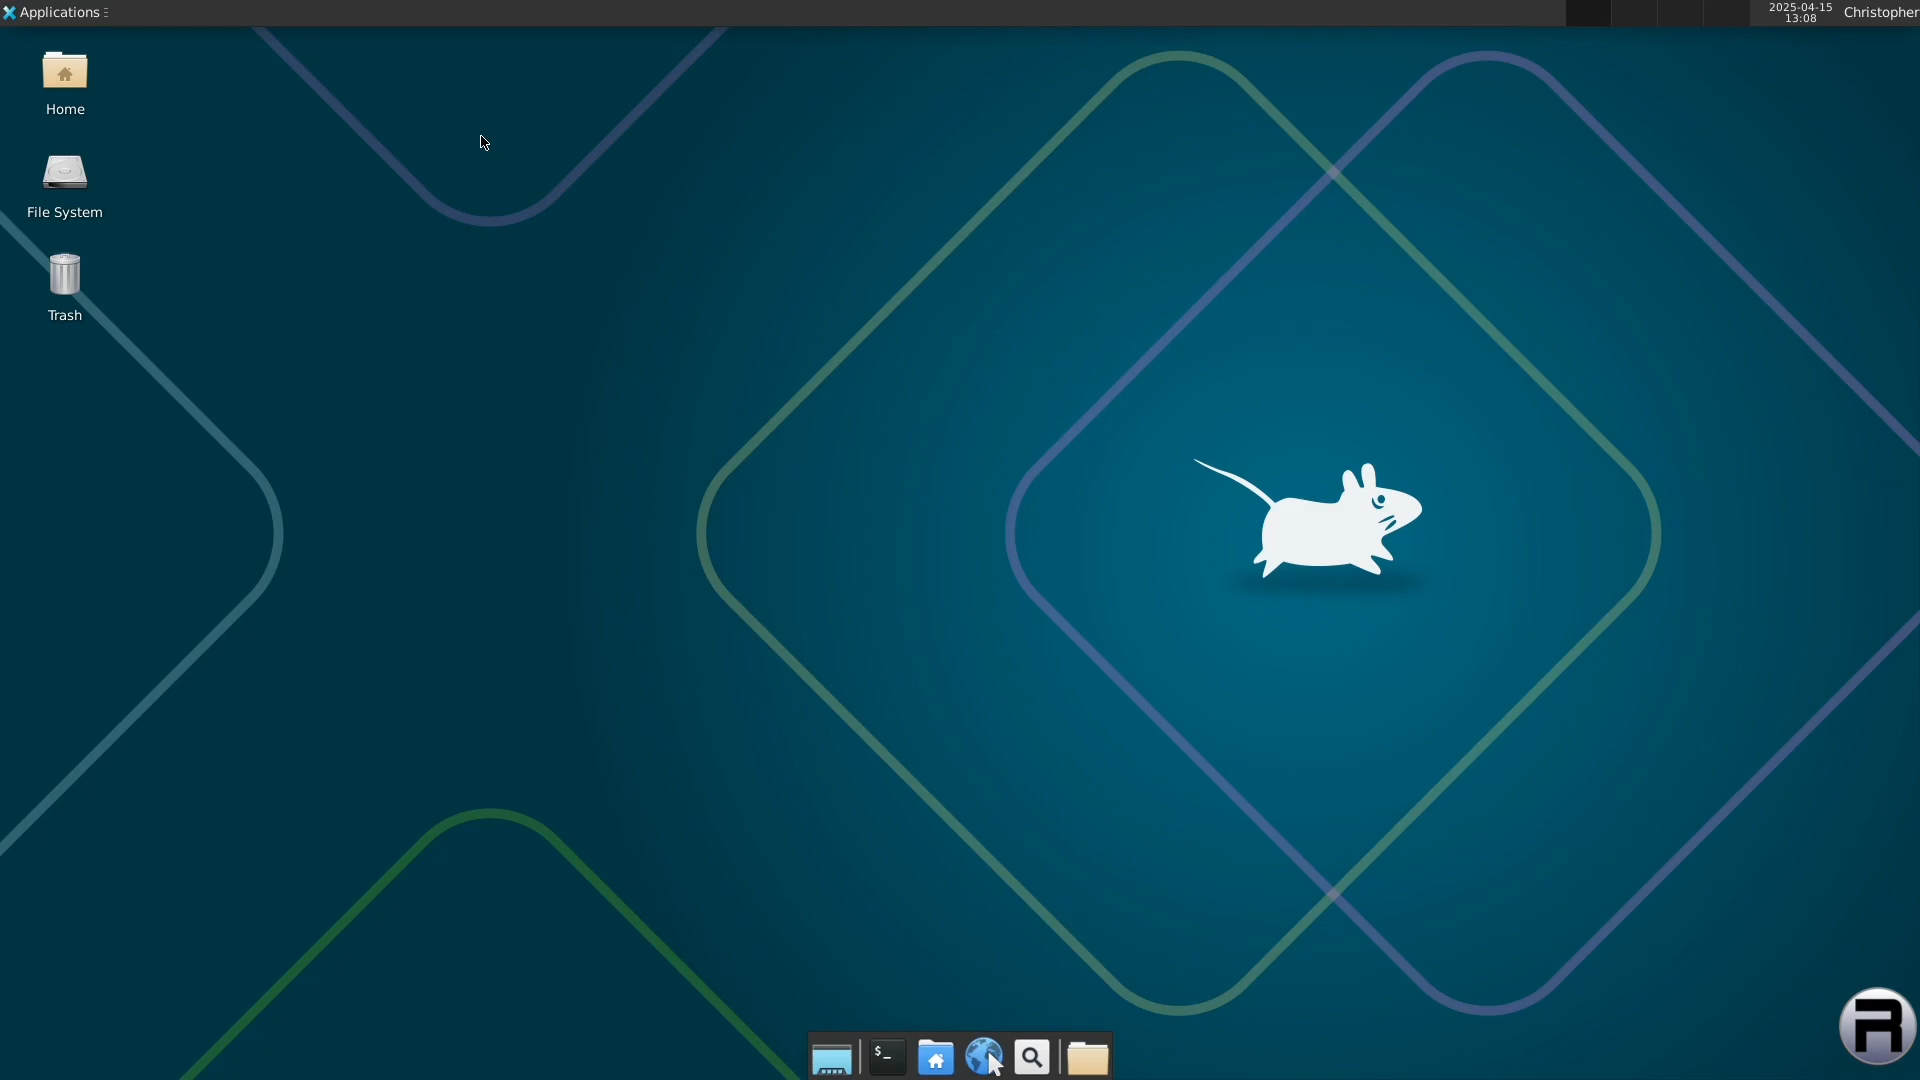 Applications
2025-04-15
13:08
Christopher
Home
File System
Trash
$_
R